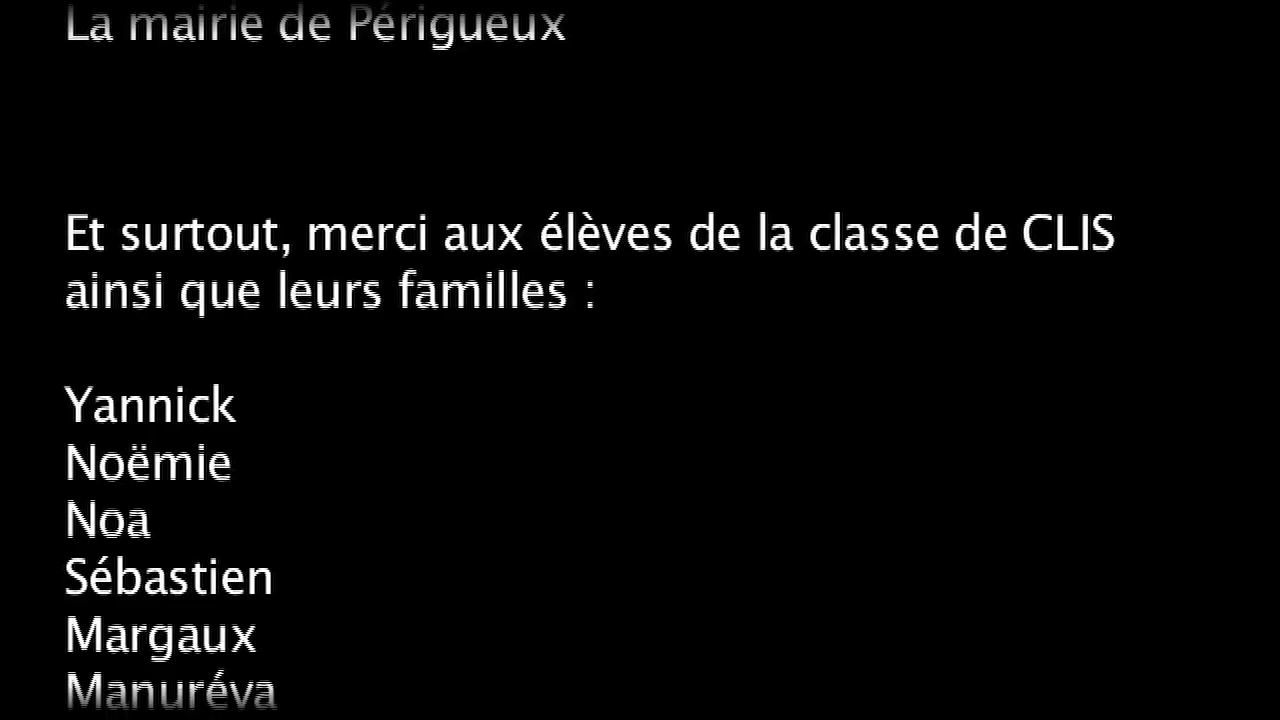 La mairie de Périgueux
Et surtout, merci aux élèves de la classe de CLIS
ainsi que leurs familles :
Yannick
Noëmie
Noa
Sébastien
Margaux
Manuréva